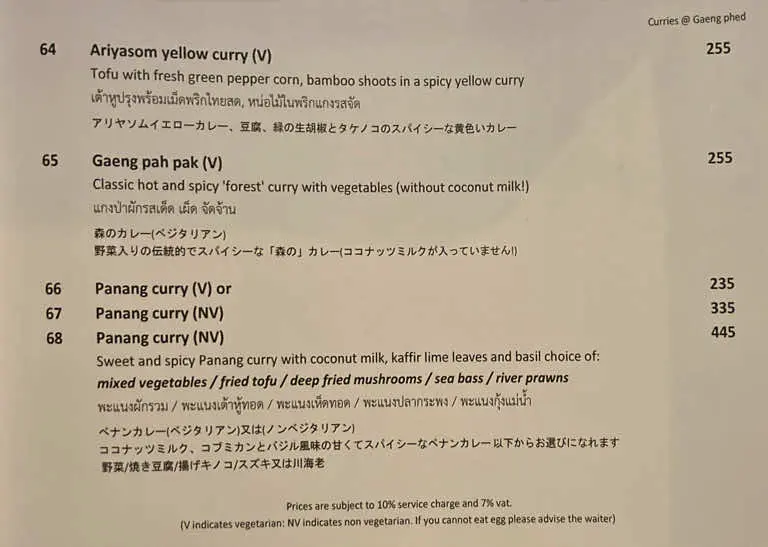 Curries @ Gaeng phed
64 Ariyasom yellow curry (V) 255
Tofu with fresh green pepper corn, bamboo shoots in a spicy yellow curry
เต้าหูปรุงพร้อมเม็ดพริกไทยสด, หน่อไม้ในพริกแกงรสจัด
アリヤソムイエローカレー、豆腐、緑の生胡椒とタケノコのスパイシーな黄色いカレー
65 Gaeng pah pak (V) 255
Classic hot and spicy 'forest' curry with vegetables (without coconut milk!)
แกงป่าผักรสเด็ด เผ็ด จัดจ้าน
森のカレー(ベジタリアン)
野菜入りの伝統的でスパイシーな「森の」カレー(ココナッツミルクが入っていません!)
66 Panang curry (V) or 235
67 Panang curry (NV) 335
68 Panang curry (NV) 445
Sweet and spicy Panang curry with coconut milk, kaffir lime leaves and basil choice of:
mixed vegetables / fried tofu / deep fried mushrooms / sea bass / river prawns
พะแนงผักรวม / พะแนงเต้าหู้ทอด / พะแนงเห็ดทอด / พะแนงปลากระพง / พะแนงกุ้งแม่น้ำ
ペナンカレー(ベジタリアン)又は(ノンベジタリアン)
ココナッツミルク、コブミカンとバジル風味の甘くてスパイシーなペナンカレー 以下からお選びになれます
野菜/焼き豆腐/揚げキノコ/スズキ又は川海老
Prices are subject to 10% service charge and 7% vat.
(V indicates vegetarian: NV indicates non vegetarian. If you cannot eat egg please advise the waiter)